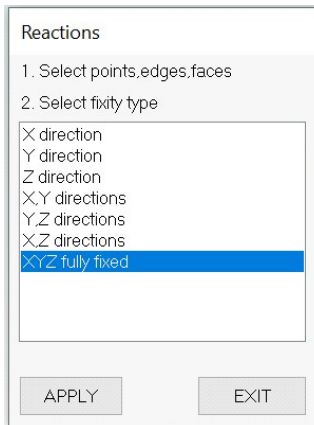 Reactions
1. Select points,edges,faces
2. Select fixity type
X direction
Y direction
Z direction
X,Y directions
Y,Z directions
X,Z directions
XYZ fully fixed
APPLY
EXIT